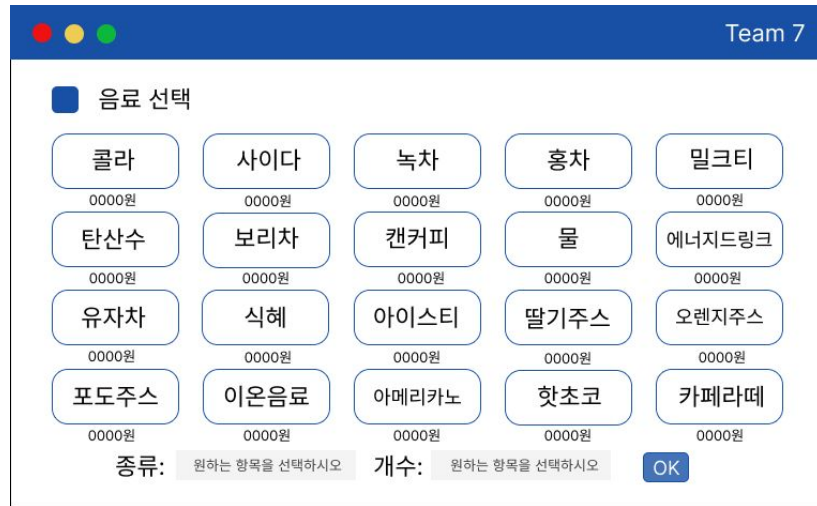 Team 7
음료 선택
콜라 사이다 녹차 홍차 밀크티
0000원 0000원 0000원 0000원 0000원
탄산수 보리차 캔커피 물 에너지드링크
0000원 0000원 0000원 0000원 0000원
유자차 식혜 아이스티 딸기주스 오렌지주스
0000원 0000원 0000원 0000원 0000원
포도주스 이온음료 아메리카노 핫초코 카페라떼
0000원 0000원 0000원 0000원 0000원
종류: 원하는 항목을 선택하시오 개수: 원하는 항목을 선택하시오 OK